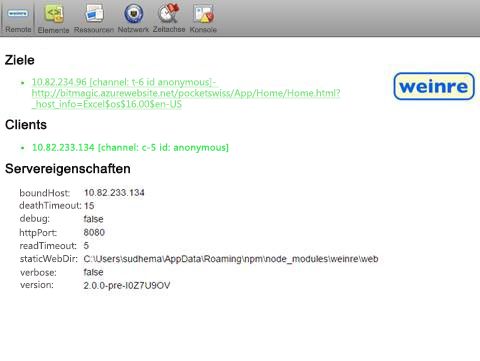 weinre
Remote Elemente Ressourcen Netzwerk Zeitachse Konsole
Ziele
10.82.234.96 [channel: t-6 id anonymous]-
http://bitmagic.azurewebsite.net/pocketswiss/App/Home/Home.html?
_host_info=Excel$os$16.00$en-US
weinre
Clients
10.82.233.134 [channel: c-5 id: anonymous]
Servereigenschaften
boundHost: 10.82.233.134
deathTimeout: 15
debug: false
httpPort: 8080
readTimeout: 5
staticWebDir: C:\Users\sudhema\AppData\Roaming\npm\node_modules\weinre\web
verbose: false
version: 2.0.0-pre-I0Z7U9OV